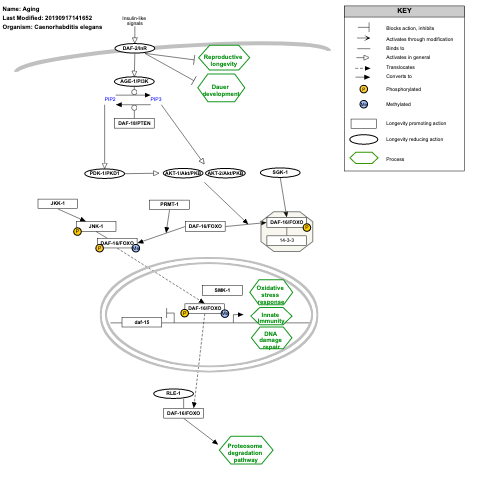 Name: Aging
Last Modified: 20190917141652
Organism: Caenorhabditis elegans
Insulin-like
signals
DAF-2/InR
Reproductive
longevity
Dauer
development
AGE-1/PI3K
PIP2
PIP3
DAF-18/PTEN
PDK-1/PKD1
AKT-1/Akt/PKB
AKT-2/Akt/PKB
SGK-1
JKK-1
PRMT-1
JNK-1
P
DAF-16/FOXO
DAF-16/FOXO
P
14-3-3
DAF-16/FOXO
P
Me
SMK-1
Oxidative
stress
response
DAF-16/FOXO
P
Me
daf-15
Innate
immunity
DNA
damage
repair
RLE-1
DAF-16/FOXO
Proteosome
degradation
pathway
KEY
Blocks action, inhibits
Activates through modification
Binds to
Activates in general
Translocates
Converts to
P
Phosphorylated
Me
Methylated
Longevity promoting action
Longevity reducing action
Process